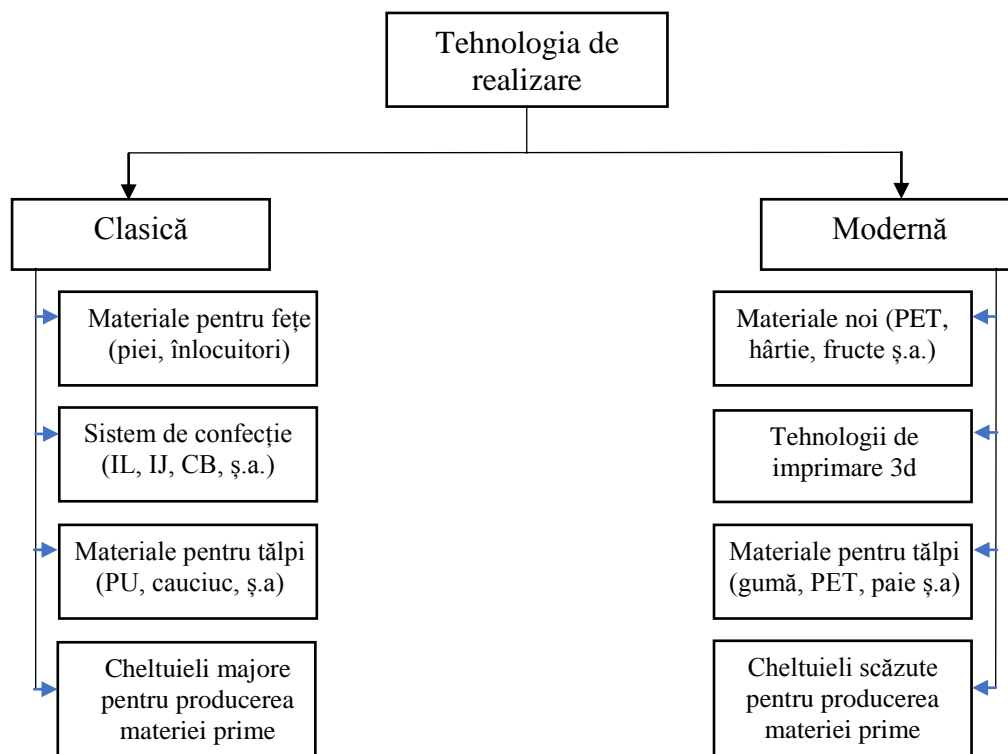 Tehnologia de
realizare
Clasică
Materiale pentru fețe
(piei, înlocuitori)
Sistem de confecție
(IL, IJ, CB, ș.a.)
Materiale pentru tălpi
(PU, cauciuc, ș.a)
Cheltuieli majore
pentru producerea
materiei prime
Modernă
Materiale noi (PET,
hârtie, fructe ș.a.)
Tehnologii de
imprimare 3d
Materiale pentru tălpi
(gumă, PET, paie ș.a)
Cheltuieli scăzute
pentru producerea
materiei prime